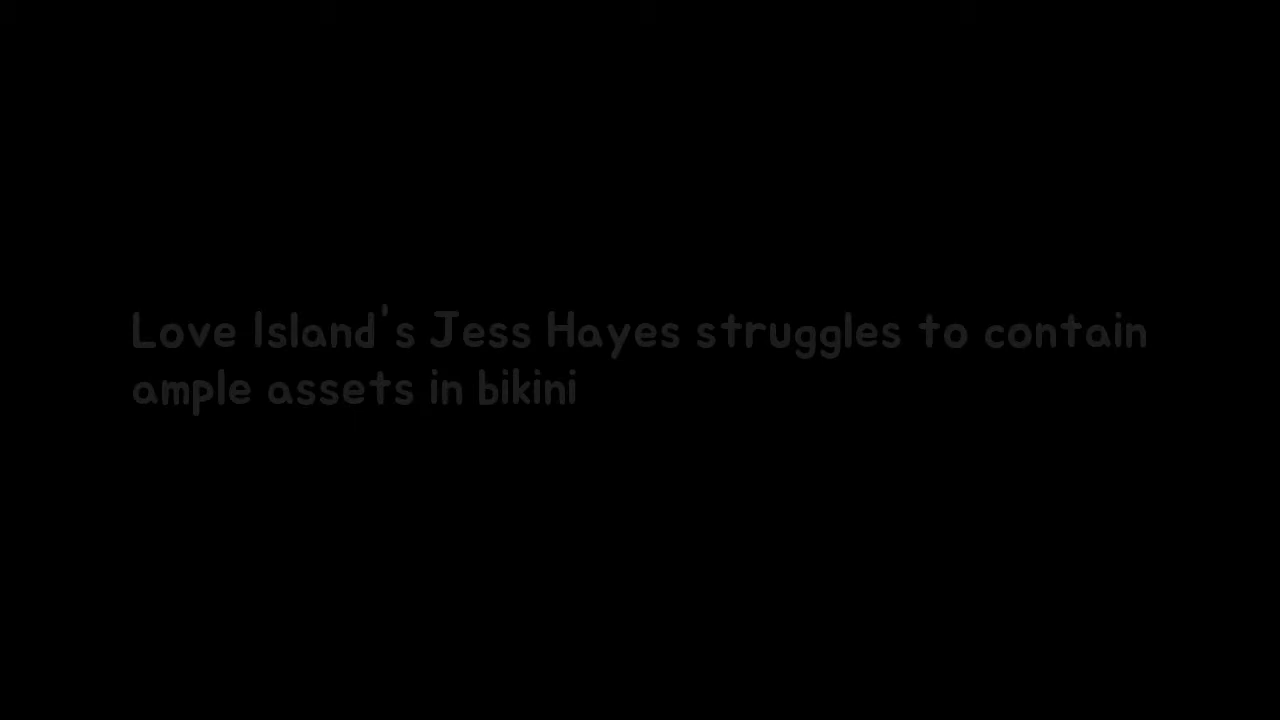 Love Island's Jess Hayes struggles to contain
ample assets in bikini